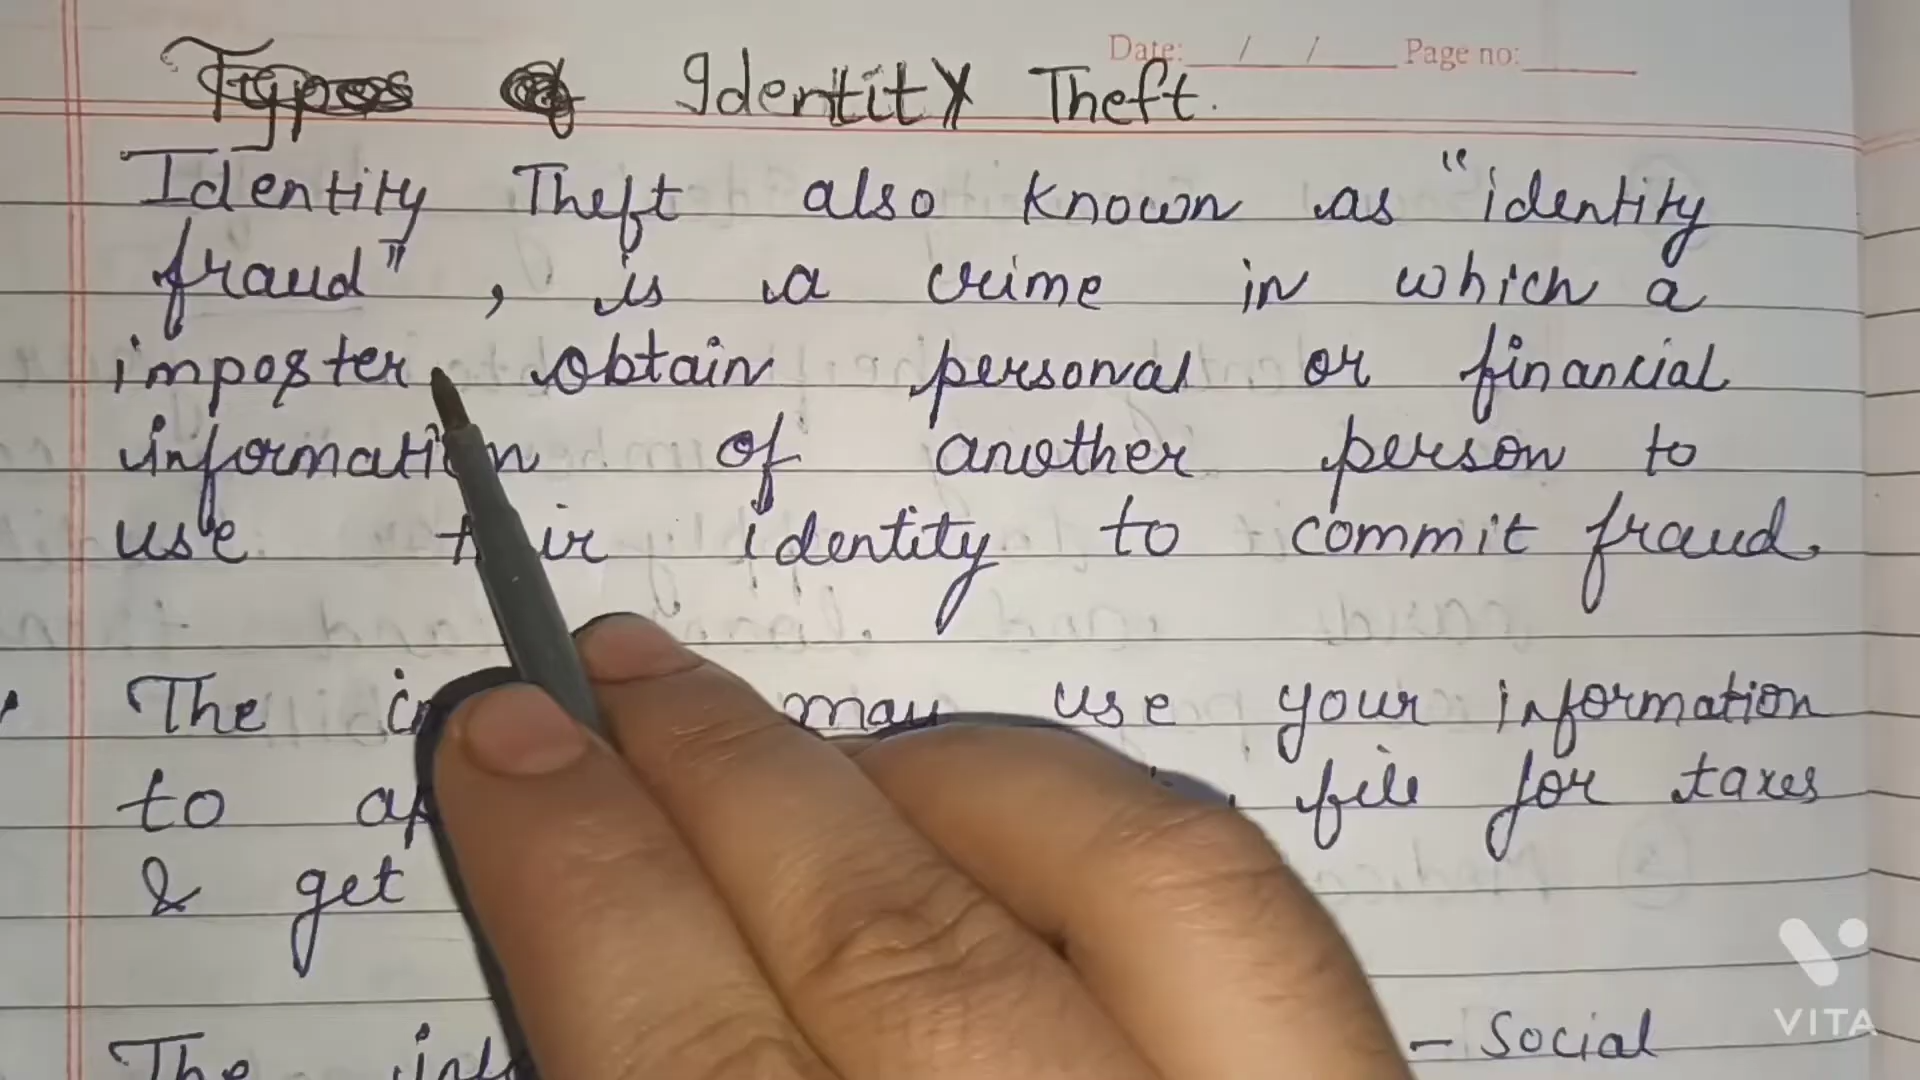 Date: / / Page no:
Types of Identity Theft.
Identity Theft also known as "identity
fraud", is a crime in which a
imposter obtain personal or financial
information of another person to
use their identity to commit fraud.
The may use your information
to file for taxes
& get
The - Social
VITA